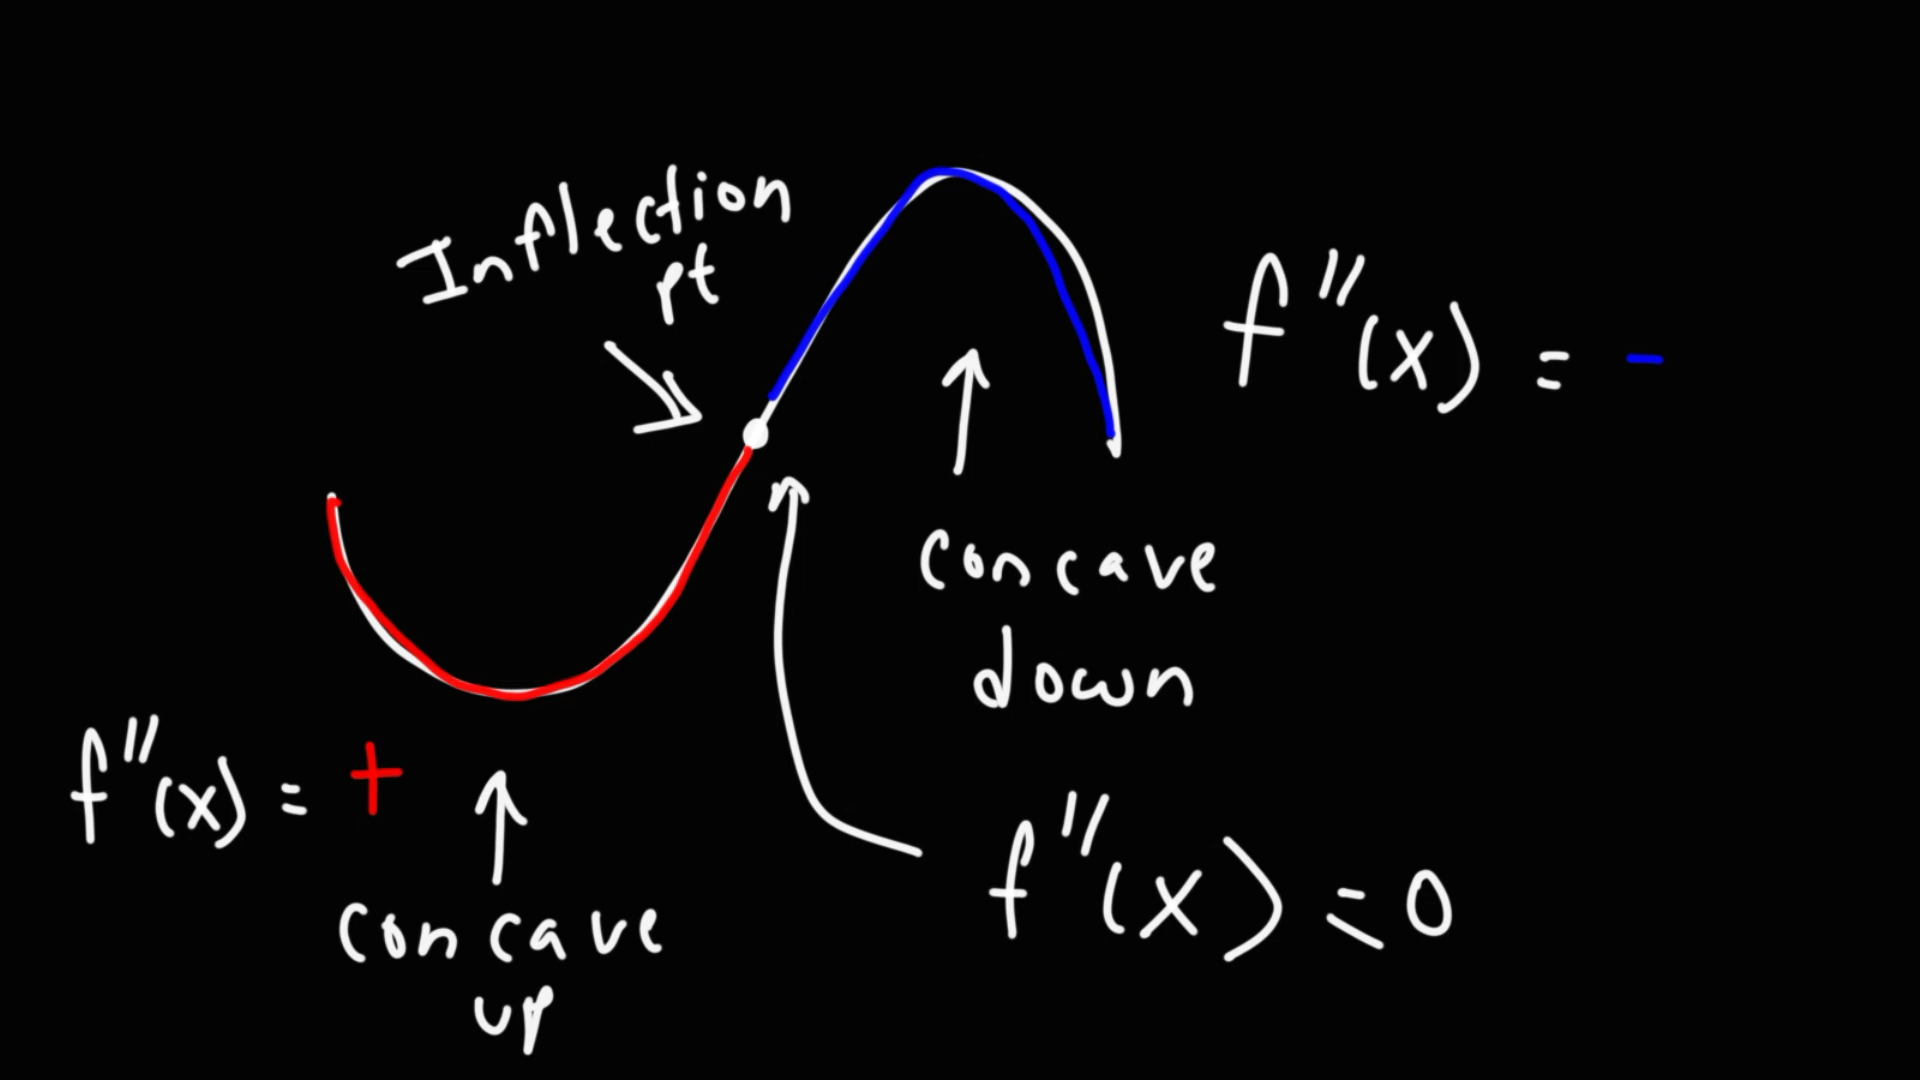 Inflection
pt
f''(x) = -
concave
down
f''(x) = +
concave
up
f''(x) = 0